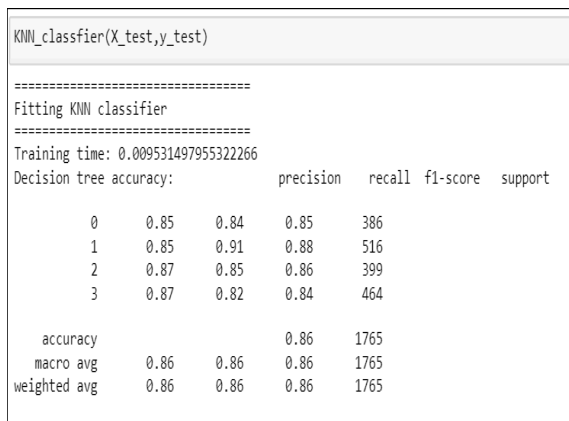 KNN_classfier(X_test,y_test)
==================================
Fitting KNN classifier
==================================
Training time: 0.009531497955322266
Decision tree accuracy: precision recall f1-score support
0 0.85 0.84 0.85 386
1 0.85 0.91 0.88 516
2 0.87 0.85 0.86 399
3 0.87 0.82 0.84 464
accuracy 0.86 1765
macro avg 0.86 0.86 0.86 1765
weighted avg 0.86 0.86 0.86 1765